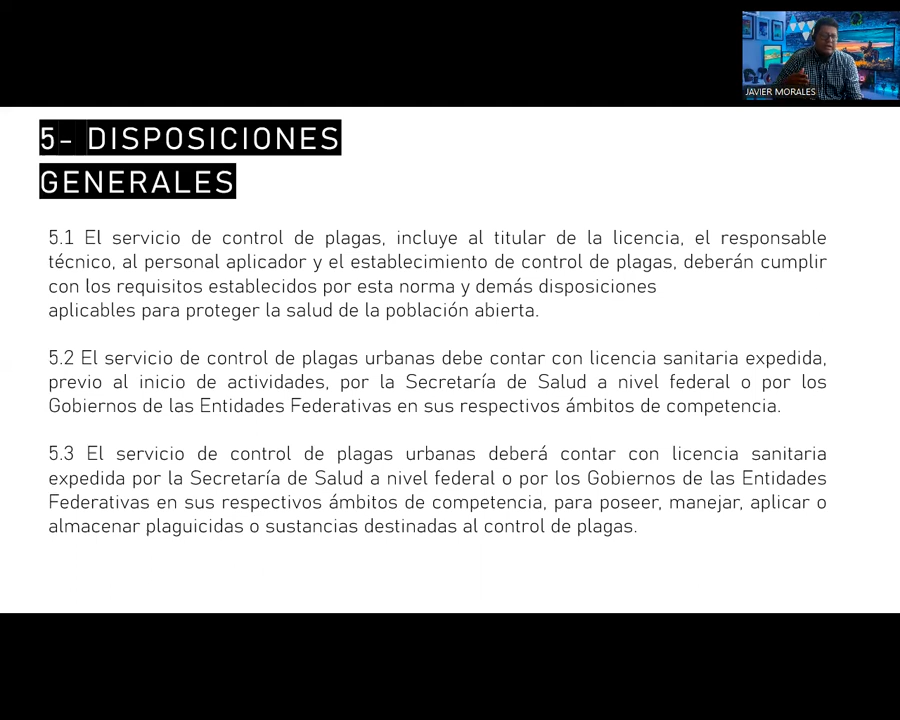 JAVIER MORALES
5- DISPOSICIONES
GENERALES
5.1 El servicio de control de plagas, incluye al titular de la licencia, el responsable
técnico, al personal aplicador y el establecimiento de control de plagas, deberán cumplir
con los requisitos establecidos por esta norma y demás disposiciones
aplicables para proteger la salud de la población abierta.
5.2 El servicio de control de plagas urbanas debe contar con licencia sanitaria expedida,
previo al inicio de actividades, por la Secretaría de Salud a nivel federal o por los
Gobiernos de las Entidades Federativas en sus respectivos ámbitos de competencia.
5.3 El servicio de control de plagas urbanas deberá contar con licencia sanitaria
expedida por la Secretaría de Salud a nivel federal o por los Gobiernos de las Entidades
Federativas en sus respectivos ámbitos de competencia, para poseer, manejar, aplicar o
almacenar plaguicidas o sustancias destinadas al control de plagas.